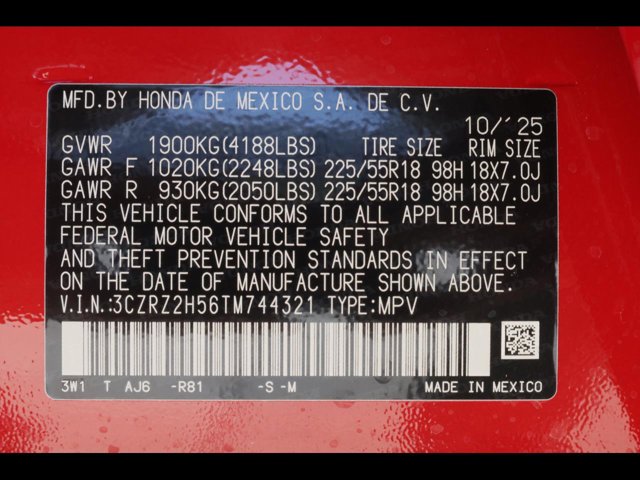 MFD.BY HONDA DE MEXICO S.A. DE C.V.
10/'25
GVWR 1900KG(4188LBS) TIRE SIZE RIM SIZE
GAWR F 1020KG(2248LBS) 225/55R18 98H 18X7.0J
GAWR R 930KG(2050LBS) 225/55R18 98H 18X7.0J
THIS VEHICLE CONFORMS TO ALL APPLICABLE
FEDERAL MOTOR VEHICLE SAFETY
AND THEFT PREVENTION STANDARDS IN EFFECT
ON THE DATE OF MANUFACTURE SHOWN ABOVE.
V.I.N.:3CZRZ2H56TM744321 TYPE:MPV
3W1 T AJ6 -R81 -S -M MADE IN MEXICO